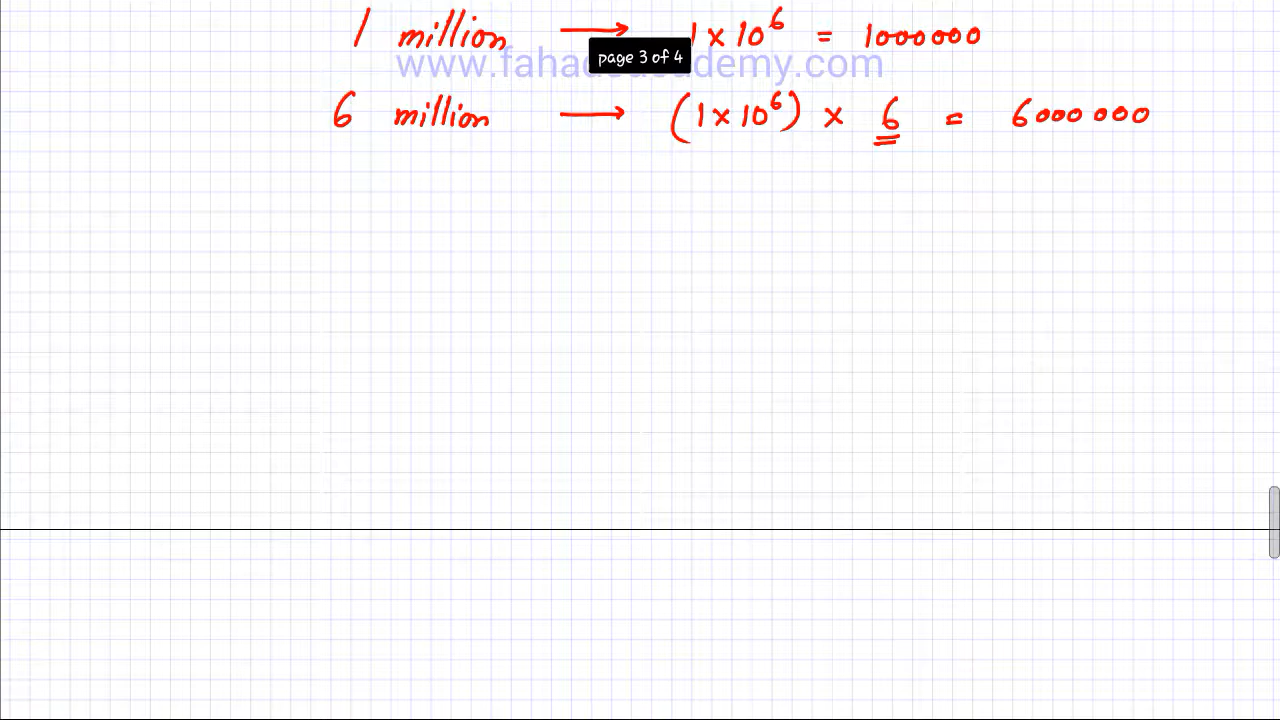 1 million → 1 × 10⁶ = 1000000
page 3 of 4
6 million → (1 × 10⁶) × 6 = 6000000